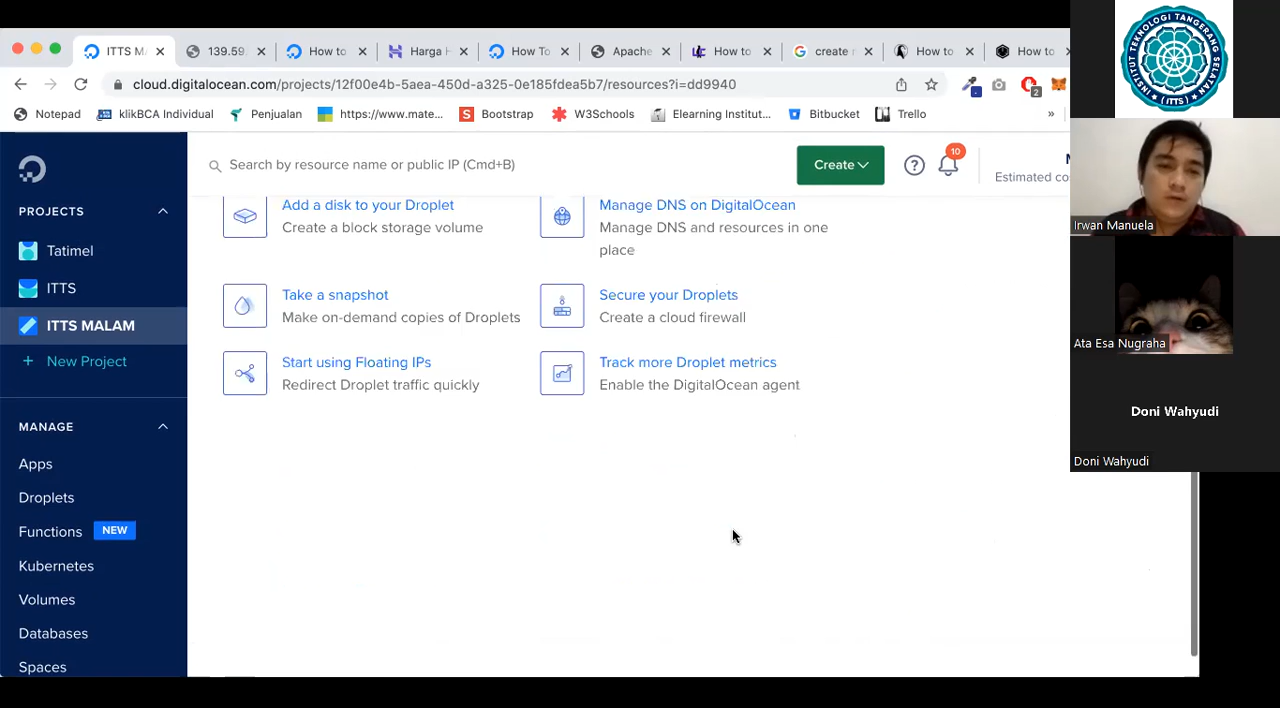 ITTS M
139.59.
How to
Harga H
How To
Apache
How to
create r
How to
How to
cloud.digitalocean.com/projects/12f00e4b-5aea-450d-a325-0e185fdea5b7/resources?i=dd9940
2
Notepad
klikBCA Individual
Penjualan
https://www.mate...
Bootstrap
W3Schools
Elearning Institut...
Bitbucket
Trello
»
Search by resource name or public IP (Cmd+B)
Create
10
Estimated co
PROJECTS
Tatimel
ITTS
ITTS MALAM
+ New Project
MANAGE
Apps
Droplets
Functions NEW
Kubernetes
Volumes
Databases
Spaces
Add a disk to your Droplet
Create a block storage volume
Manage DNS on DigitalOcean
Manage DNS and resources in one
place
Take a snapshot
Make on-demand copies of Droplets
Secure your Droplets
Create a cloud firewall
Start using Floating IPs
Redirect Droplet traffic quickly
Track more Droplet metrics
Enable the DigitalOcean agent
INSTITUT TEKNOLOGI TANGERANG SELATAN
(ITTS)
Irwan Manuela
Ata Esa Nugraha
Doni Wahyudi
Doni Wahyudi